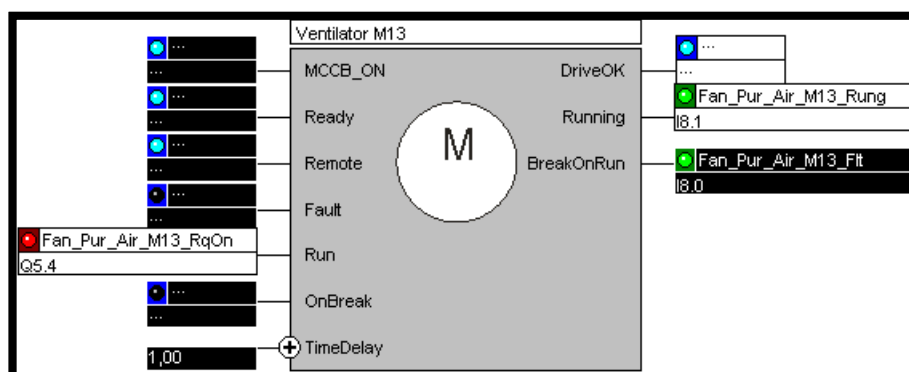 Ventilator M13
...
...
MCCB_ON
...
...
Ready
...
...
Remote
...
...
Fault
Fan_Pur_Air_M13_RqOn
Q5.4
Run
...
...
OnBreak
1,00
TimeDelay
M
DriveOK
...
...
Running
Fan_Pur_Air_M13_Rung
I8.1
BreakOnRun
Fan_Pur_Air_M13_Flt
I8.0